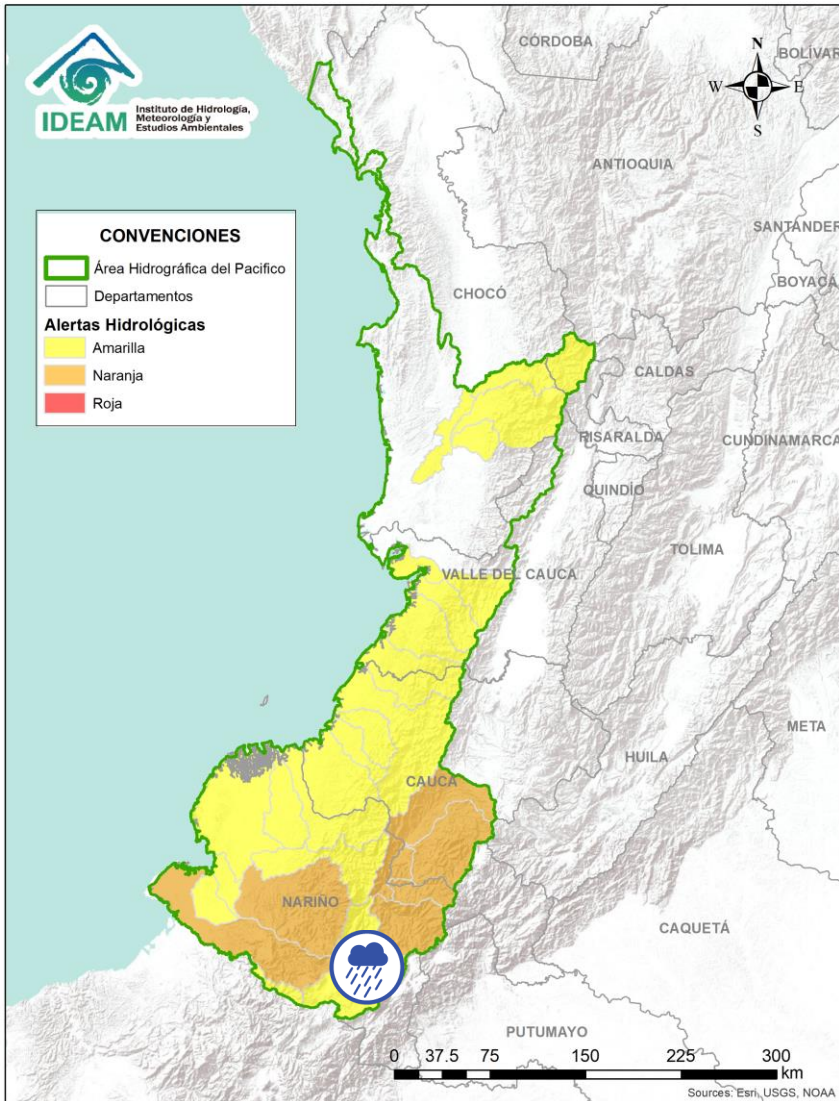 IDEAM
Instituto de Hidrología,
Meteorología y
Estudios Ambientales
CÓRDOBA
BOLÍVAR
N
W
E
S
ANTIOQUIA
CONVENCIONES
Área Hidrográfica del Pacifico
Departamentos
Alertas Hidrológicas
Amarilla
Naranja
Roja
SANTANDER
BOYACÁ
CHOCÓ
CALDAS
RISARALDA
CUNDINAMARCA
QUINDÍO
TOLIMA
VALLE DEL CAUCA
META
HUILA
CAUCA
NARIÑO
CAQUETÁ
PUTUMAYO
0 37.5 75 150 225 300
km
Sources: Esri, USGS, NOAA